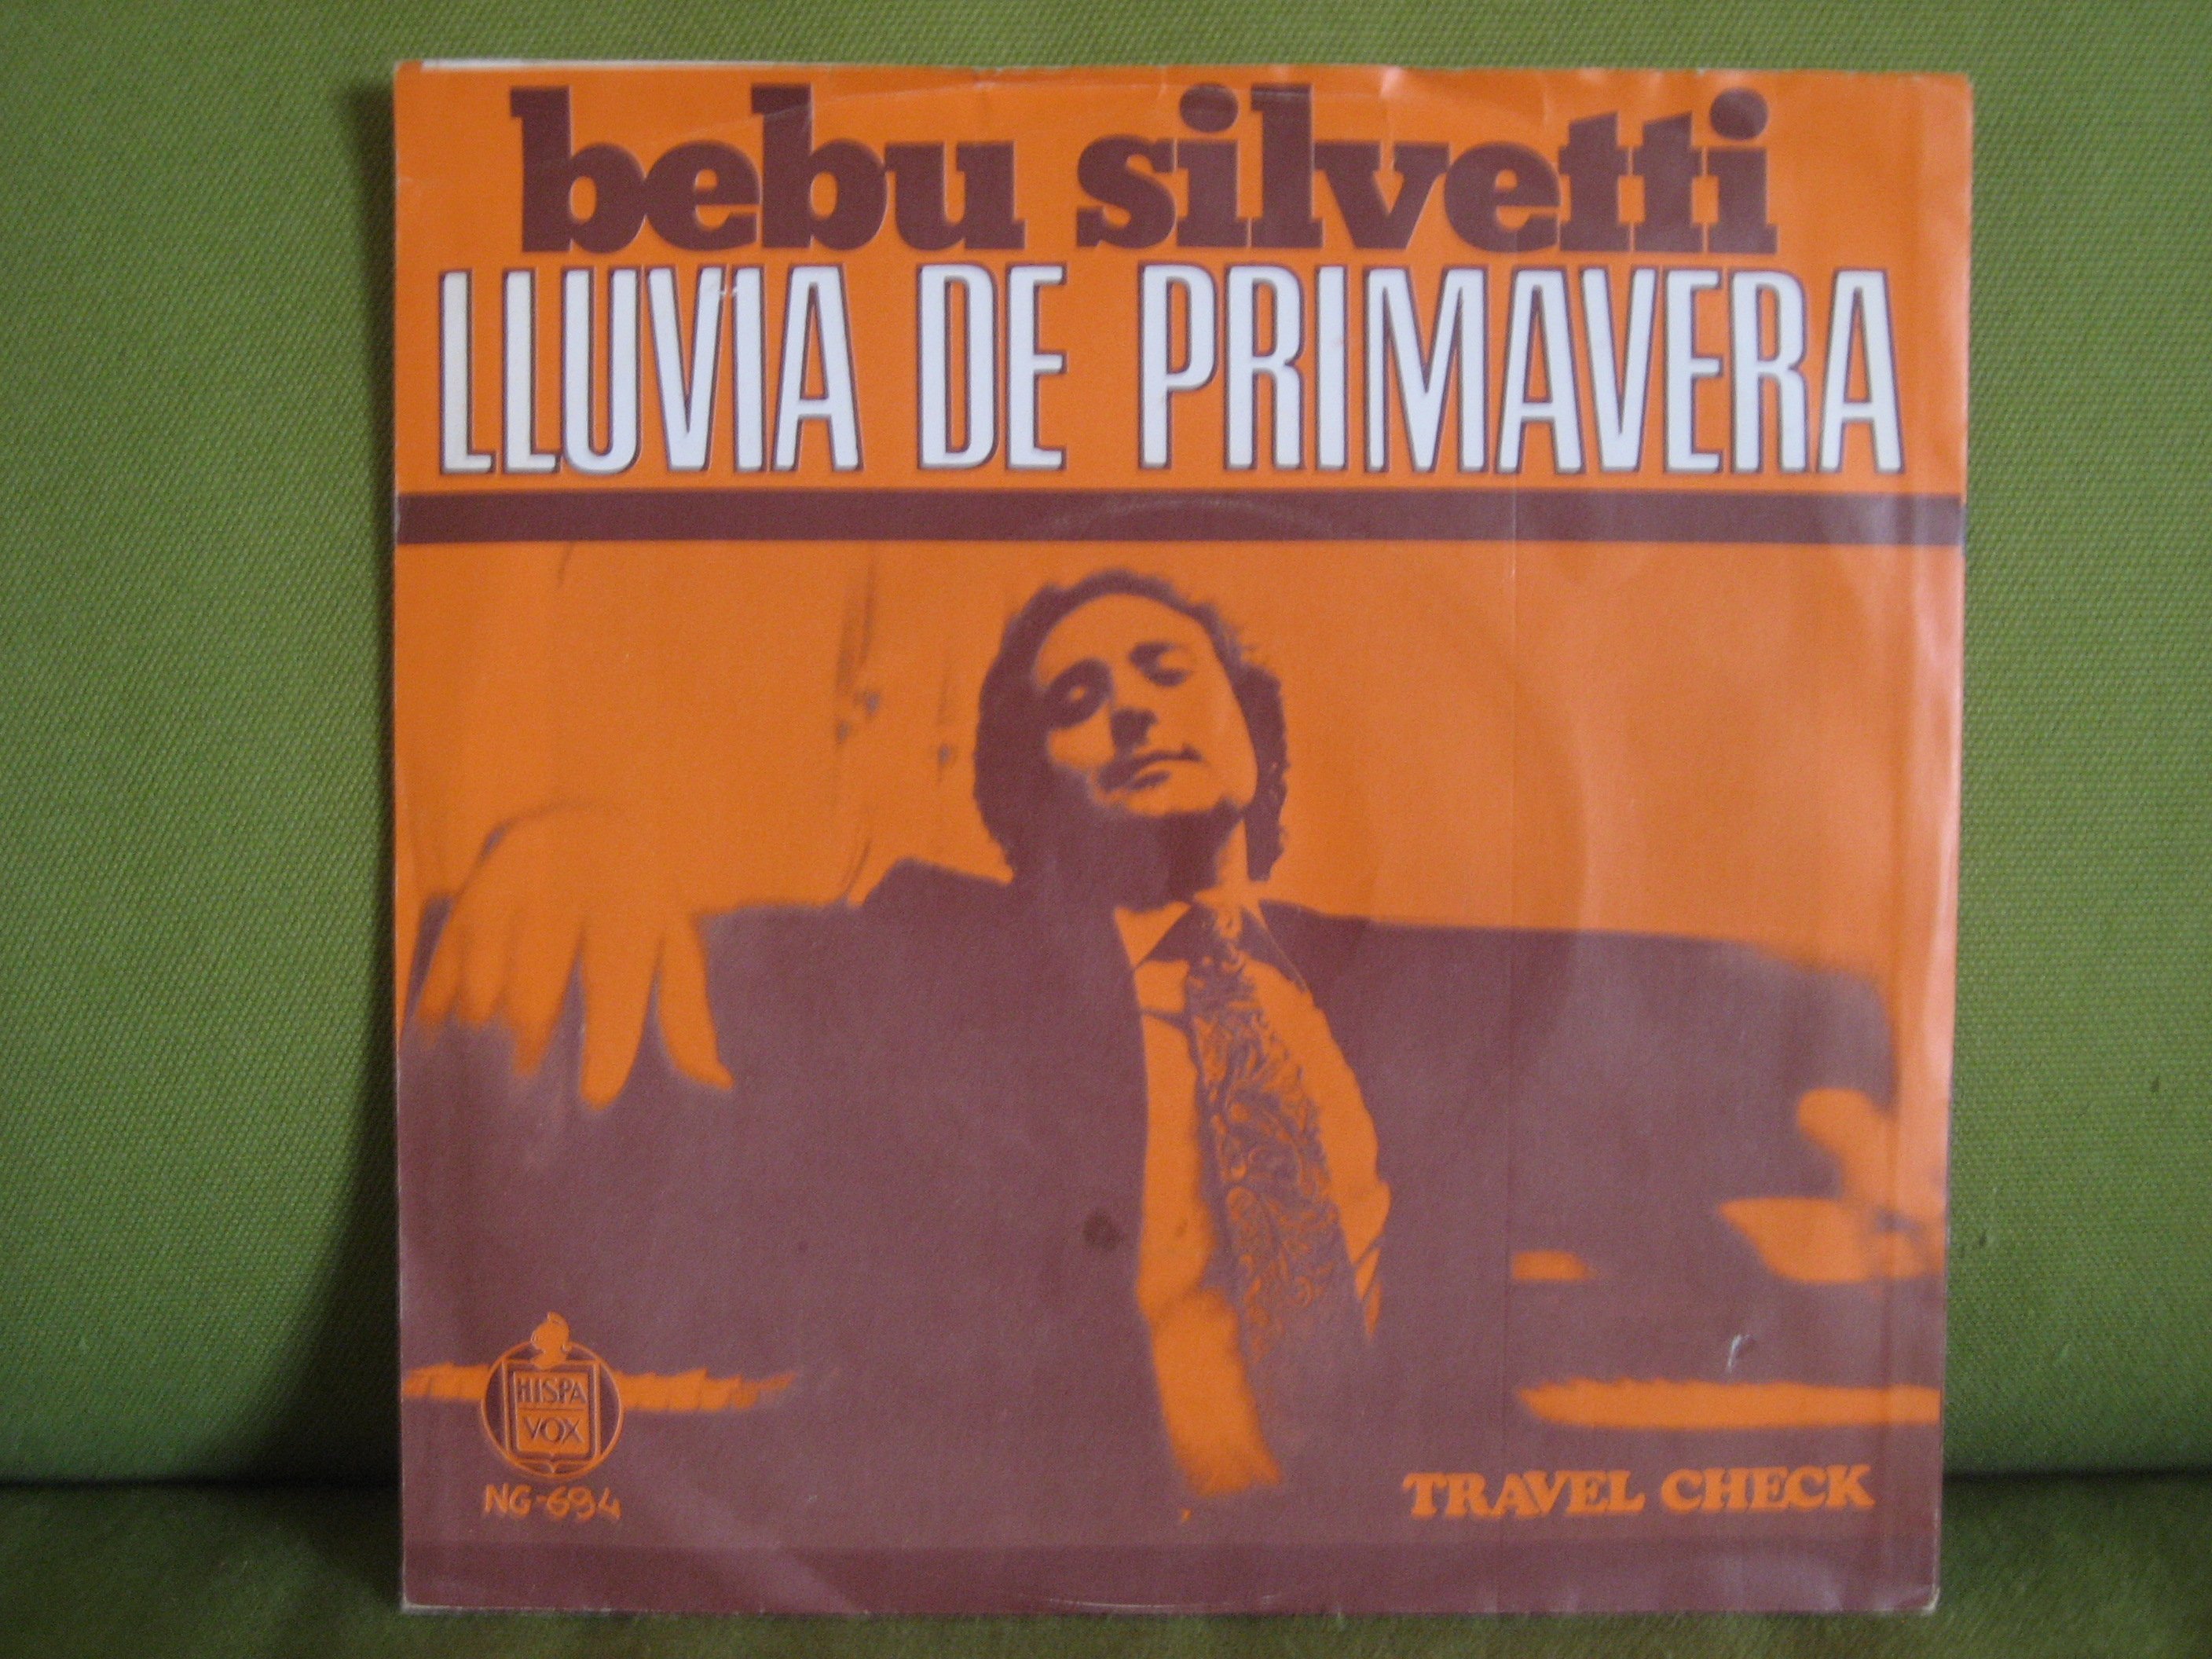 bebu silvetti
LLUVIA DE PRIMAVERA
HISPA
VOX
NG-694
TRAVEL CHECK